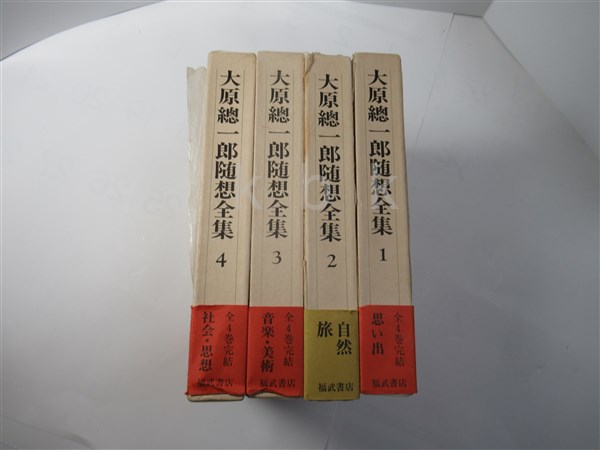 大原總一郎随想全集
4
全4巻完結
社会・思想
福武書店
大原總一郎随想全集
3
全4巻完結
音楽・美術
福武書店
大原總一郎随想全集
2
自然
旅
福武書店
大原總一郎随想全集
1
全4巻完結
思い出
福武書店